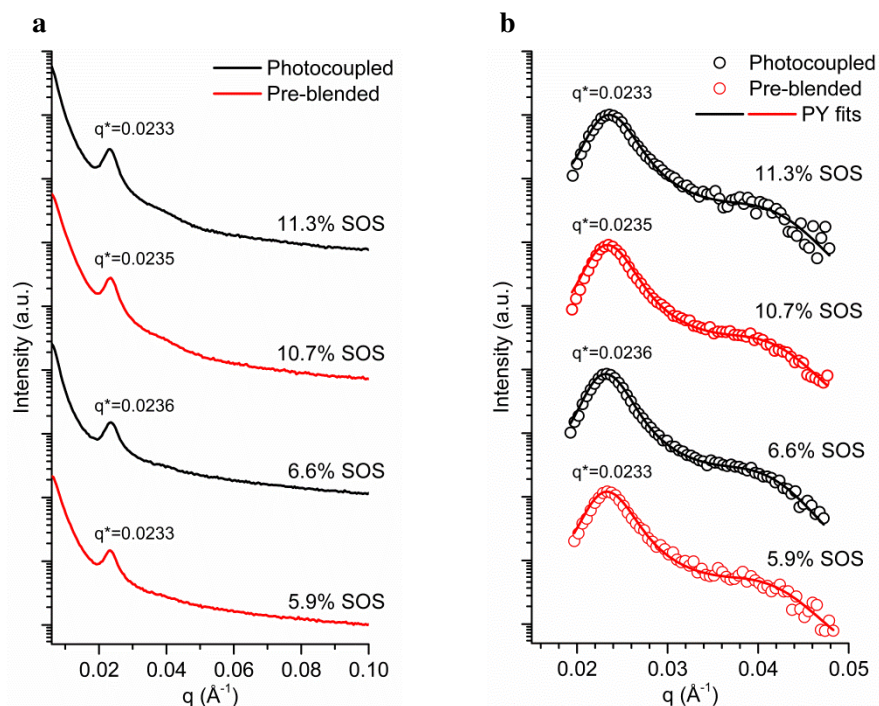 a
Photocoupled
Pre-blended
q*=0.0233
11.3% SOS
q*=0.0235
10.7% SOS
q*=0.0236
6.6% SOS
q*=0.0233
5.9% SOS
Intensity (a.u.)
0.02 0.04 0.06 0.08 0.10
q (Å⁻¹)
b
Photocoupled
Pre-blended
PY fits
q*=0.0233
11.3% SOS
q*=0.0235
10.7% SOS
q*=0.0236
6.6% SOS
q*=0.0233
5.9% SOS
Intensity (a.u.)
0.02 0.03 0.04 0.05
q (Å⁻¹)